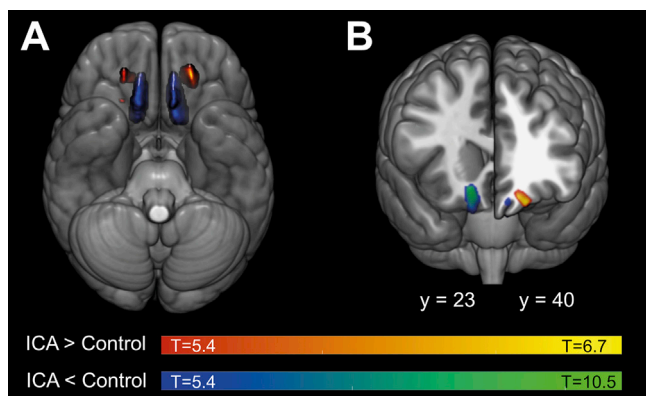 A
B
y = 23
y = 40
ICA > Control
T=5.4
T=6.7
ICA < Control
T=5.4
T=10.5